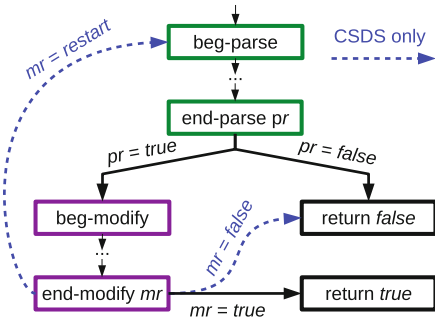 mr = restart
beg-parse
CSDS only
...
end-parse pr
pr = true
pr = false
beg-modify
mr = false
return false
...
end-modify mr
mr = true
return true